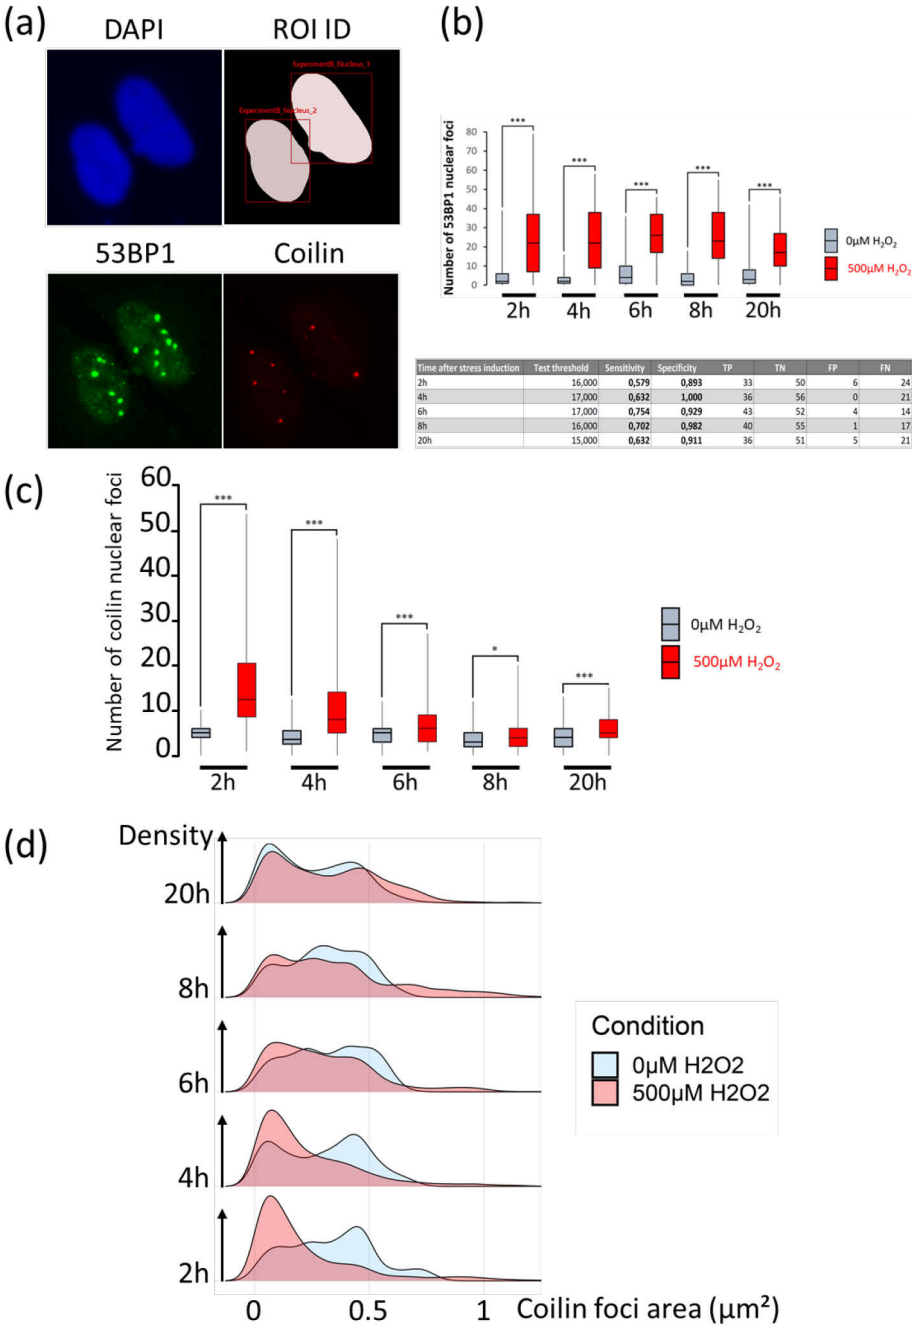 (a)
DAPI
ROI ID
ExperimentB_Nucleus_1
ExperimentB_Nucleus_2
53BP1
Coilin
(b)
Number of 53BP1 nuclear foci
80
70
60
50
40
30
20
10
0
***
***
***
***
***
2h
4h
6h
8h
20h
0µM H₂O₂
500µM H₂O₂
Time after stress induction Test threshold Sensitivity Specificity TP TN FP FN
2h 16,000 0,579 0,893 33 50 6 24
4h 17,000 0,632 1,000 36 56 0 21
6h 17,000 0,754 0,929 43 52 4 14
8h 16,000 0,702 0,982 40 55 1 17
20h 15,000 0,632 0,911 36 51 5 21
(c)
Number of coilin nuclear foci
60
50
40
30
20
10
0
***
***
***
*
***
2h
4h
6h
8h
20h
0µM H₂O₂
500µM H₂O₂
(d)
Density
20h
8h
6h
4h
2h
0 0.5 1 Coilin foci area (µm²)
Condition
0µM H2O2
500µM H2O2